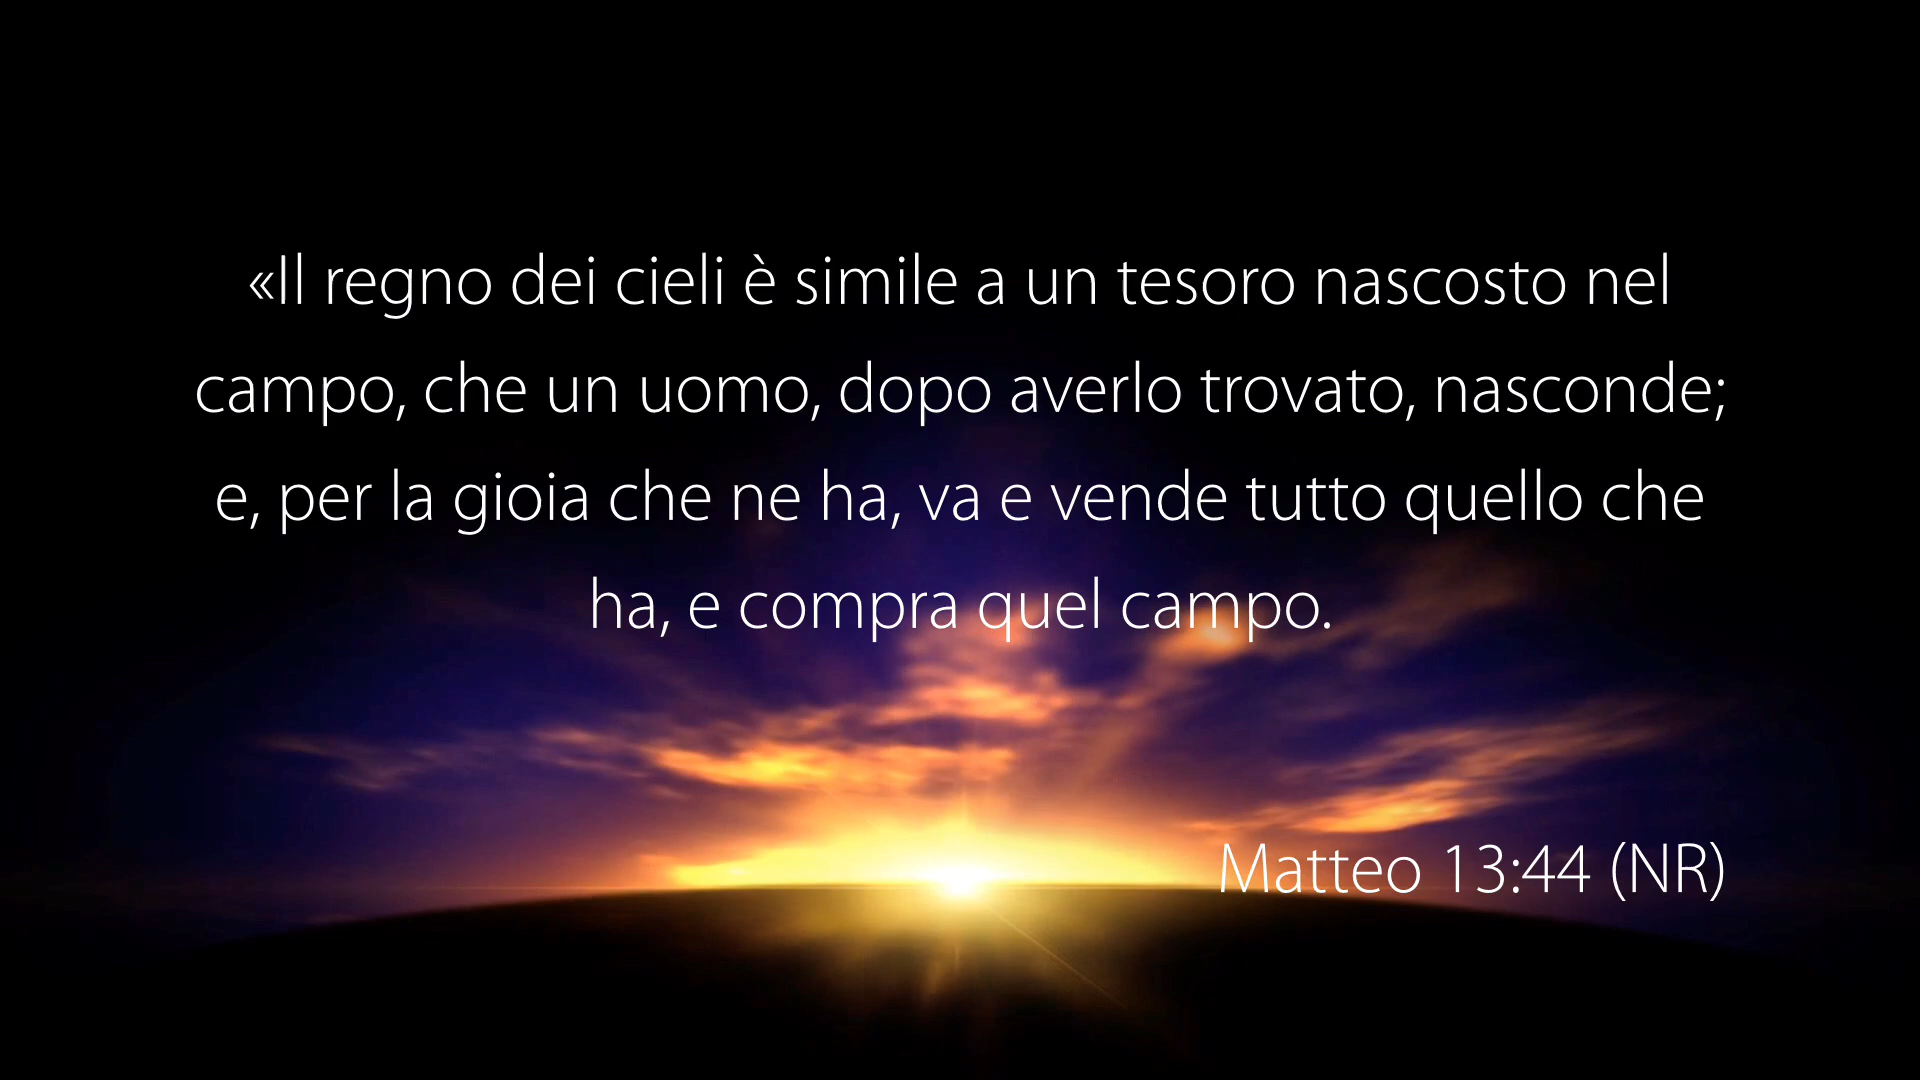 «Il regno dei cieli è simile a un tesoro nascosto nel
campo, che un uomo, dopo averlo trovato, nasconde;
e, per la gioia che ne ha, va e vende tutto quello che
ha, e compra quel campo.
Matteo 13:44 (NR)